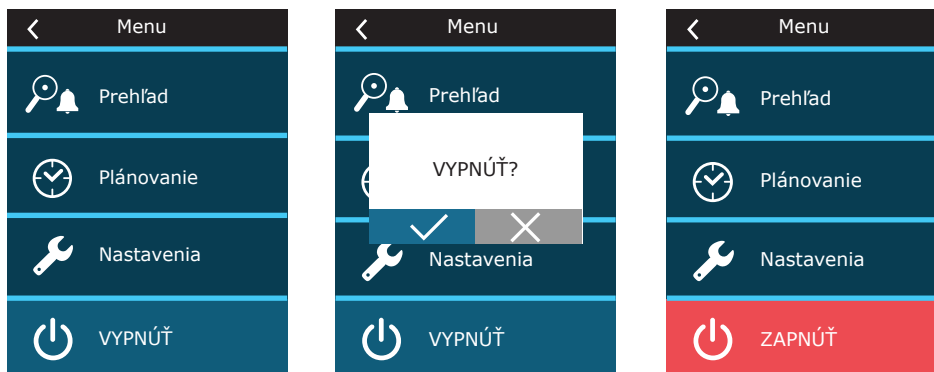 Menu
Prehľad
Plánovanie
Nastavenia
VYPNÚŤ
Menu
Prehľad
VYPNÚŤ?
Nastavenia
VYPNÚŤ
Menu
Prehľad
Plánovanie
Nastavenia
ZAPNÚŤ